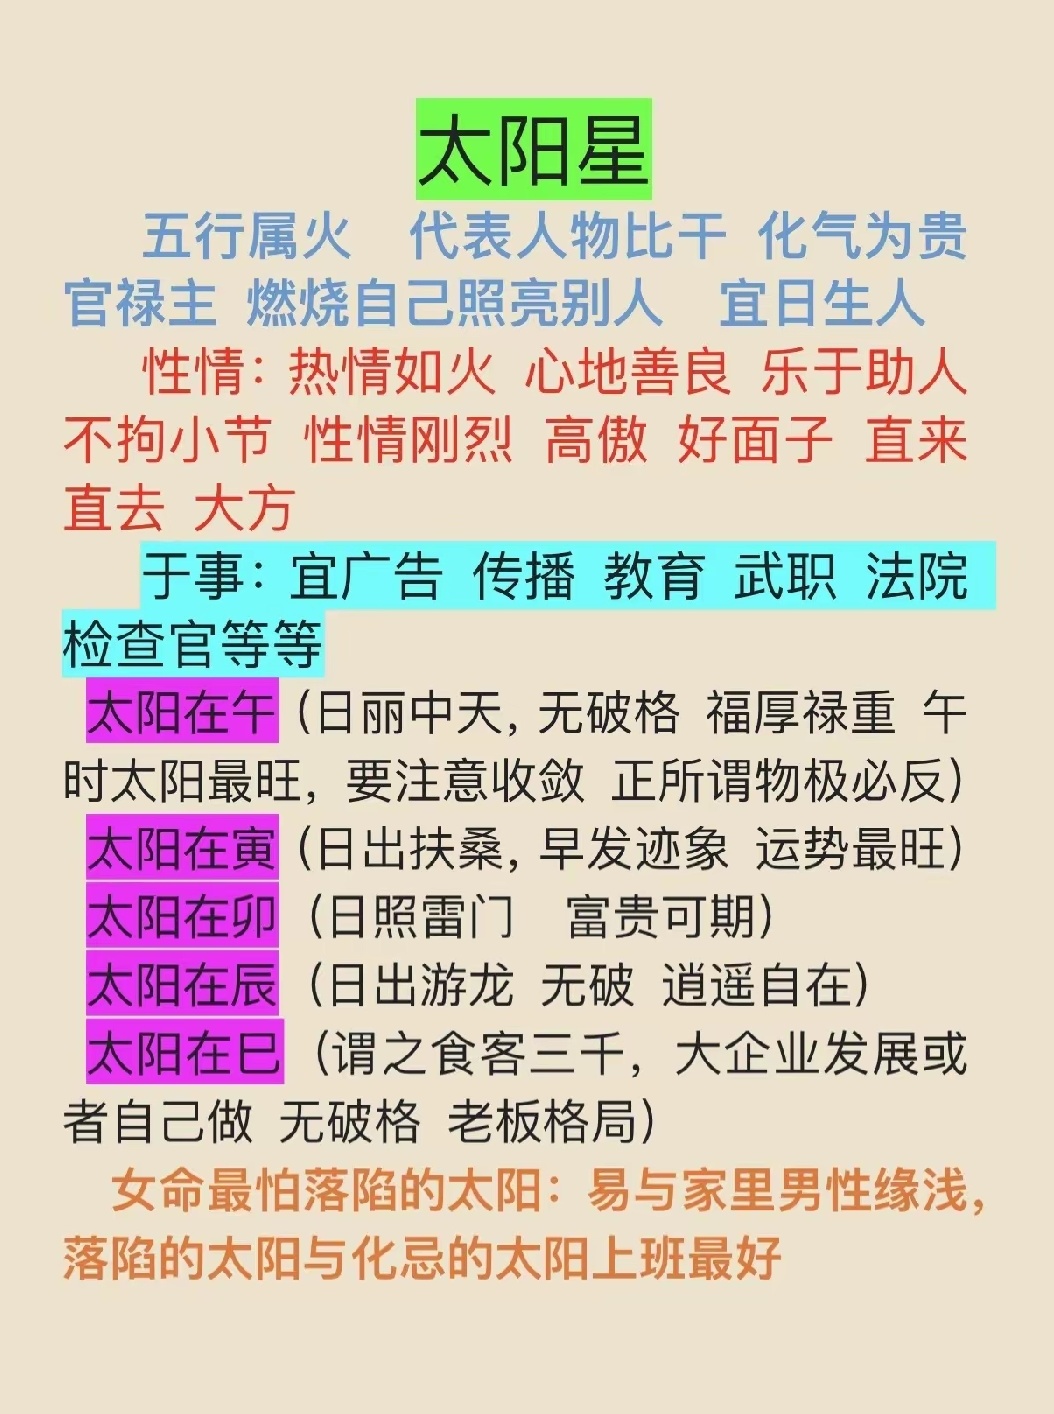 太阳星
五行属火 代表人物比干 化气为贵
官禄主 燃烧自己照亮别人 宜日生人
性情：热情如火 心地善良 乐于助人
不拘小节 性情刚烈 高傲 好面子 直来
直去 大方
于事：宜广告 传播 教育 武职 法院
检查官等等
太阳在午（日丽中天，无破格 福厚禄重 午
时太阳最旺，要注意收敛 正所谓物极必反）
太阳在寅（日出扶桑，早发迹象 运势最旺）
太阳在卯（日照雷门 富贵可期）
太阳在辰（日出游龙 无破 逍遥自在）
太阳在巳（谓之食客三千，大企业发展或
者自己做 无破格 老板格局）
女命最怕落陷的太阳：易与家里男性缘浅，
落陷的太阳与化忌的太阳上班最好